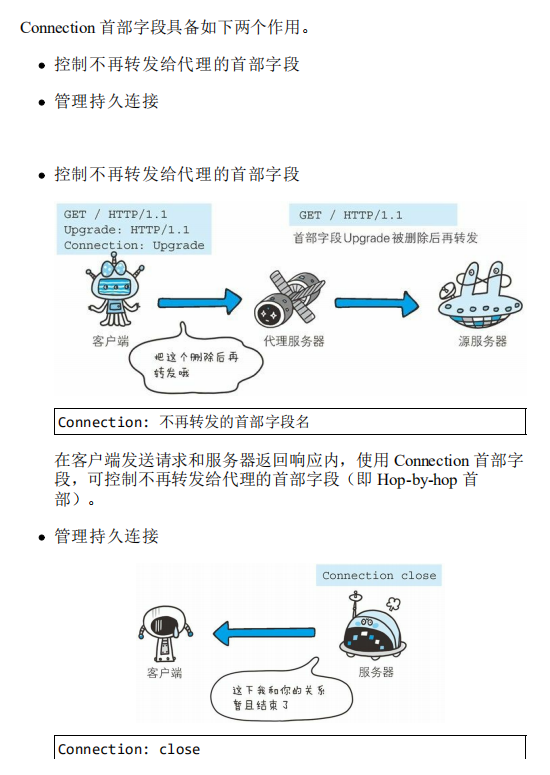 Connection 首部字段具备如下两个作用。
● 控制不再转发给代理的首部字段
● 管理持久连接
● 控制不再转发给代理的首部字段
GET / HTTP/1.1
Upgrade: HTTP/1.1
Connection: Upgrade
GET / HTTP/1.1
首部字段Upgrade被删除后再转发
客户端
代理服务器
源服务器
把这个删除后再
转发哦
Connection: 不再转发的首部字段名
在客户端发送请求和服务器返回响应内，使用 Connection 首部字
段，可控制不再转发给代理的首部字段（即 Hop-by-hop 首
部）。
● 管理持久连接
Connection close
客户端
服务器
这下我和你的关系
暂且结束了
Connection: close